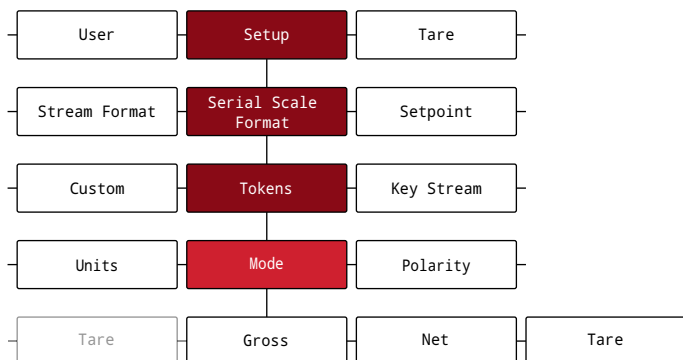 User Setup Tare
Stream Format Serial Scale Format Setpoint
Custom Tokens Key Stream
Units Mode Polarity
Tare Gross Net Tare